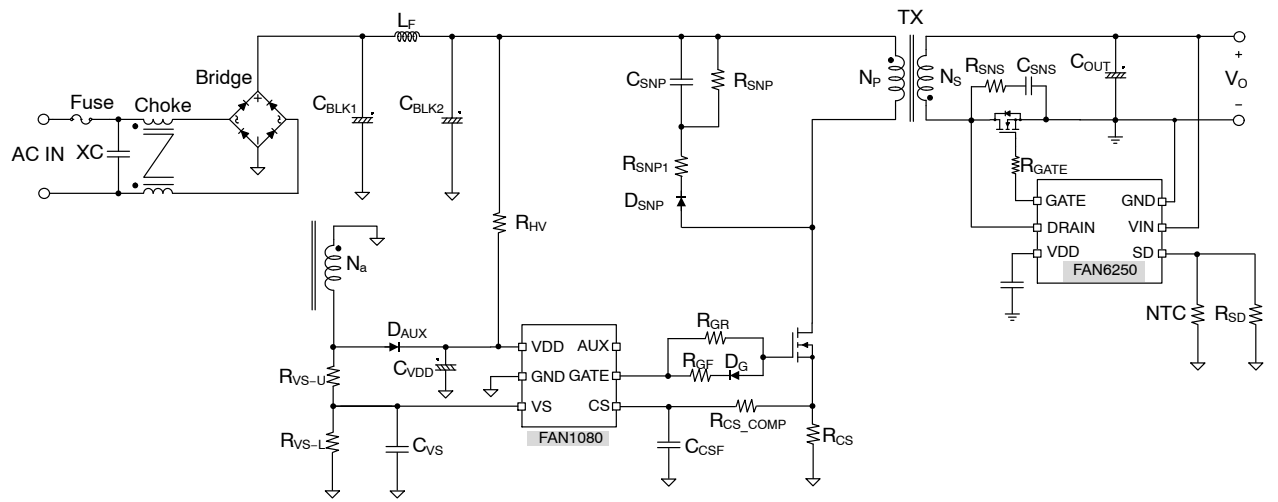 TX
L_F
Bridge
C_SNP
R_SNP
N_P
N_S
R_SNS
C_SNS
C_OUT
+
V_O
−
Fuse
Choke
+
−
C_BLK1
C_BLK2
AC IN
XC
R_SNP1
D_SNP
R_GATE
GATE
GND
DRAIN
VIN
VDD
SD
FAN6250
R_HV
N_a
NTC
R_SD
D_AUX
C_VDD
VDD
AUX
GND
GATE
VS
CS
FAN1080
R_GR
R_GF
D_G
R_VS−U
R_VS−L
C_VS
C_CSF
R_CS_COMP
R_CS